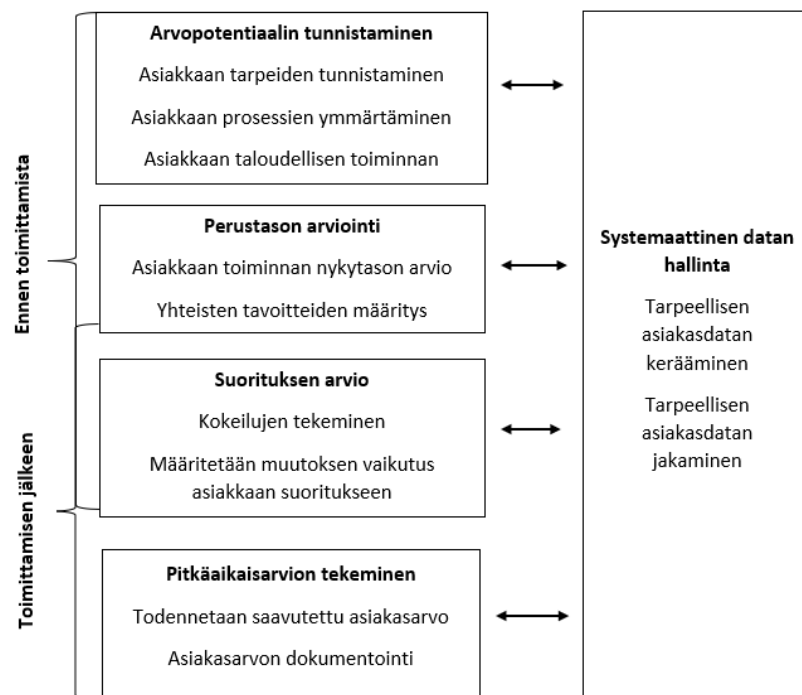 Ennen toimittamista
Toimittamisen jälkeen
Arvopotentiaalin tunnistaminen
Asiakkaan tarpeiden tunnistaminen
Asiakkaan prosessien ymmärtäminen
Asiakkaan taloudellisen toiminnan
Perustason arviointi
Asiakkaan toiminnan nykytason arvio
Yhteisten tavoitteiden määritys
Suorituksen arvio
Kokeilujen tekeminen
Määritetään muutoksen vaikutus
asiakkaan suoritukseen
Pitkäaikaisarvion tekeminen
Todennetaan saavutettu asiakasarvo
Asiakasarvon dokumentointi
Systemaattinen datan
hallinta
Tarpeellisen
asiakasdatan
kerääminen
Tarpeellisen
asiakasdatan
jakaminen